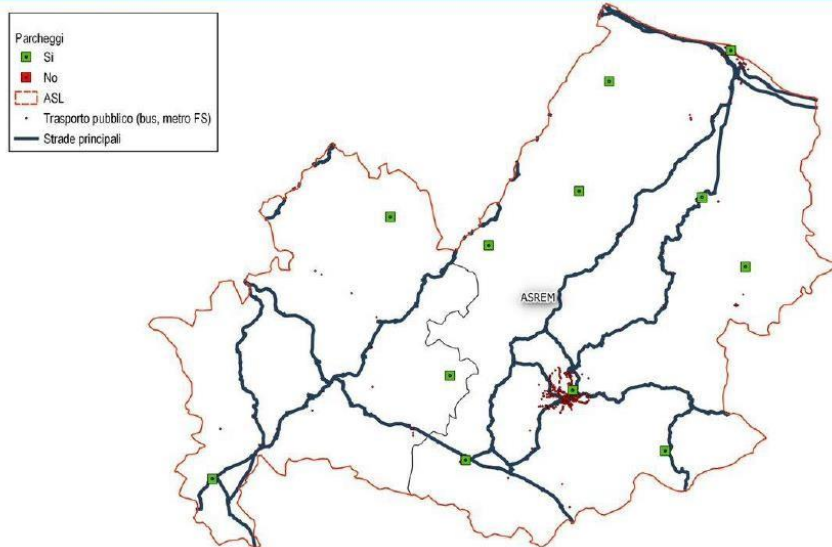 Parcheggi
Si
No
ASL
Trasporto pubblico (bus, metro FS)
Strade principali
ASREM